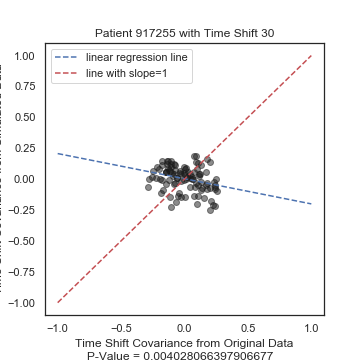 Patient 917255 with Time Shift 30
linear regression line
line with slope=1
1.00
0.75
0.50
0.25
0.00
−0.25
−0.50
−0.75
−1.00
−1.0
−0.5
0.0
0.5
1.0
Time Shift Covariance from Original Data
P-Value = 0.004028066397906677